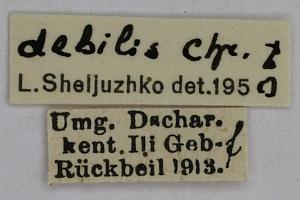 debilis Chr.
L. Sheljuzhko det. 195
Umg. Dschar-
kent. Ili Geb-
Rückbeil 1913.